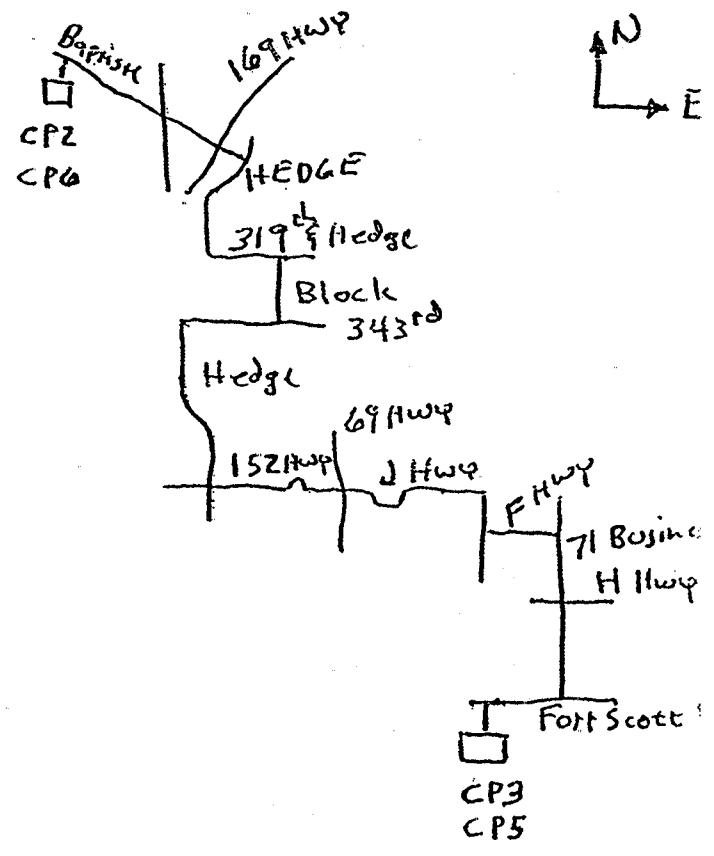 Baptiste
169 HWY
N
E
CP2
CP6
HEDGE
319th & Hedge
Block
343rd
Hedge
69 Hwy
152 Hwy
J Hwy
F HWY
71 Busine
H Hwy
Fort Scott
CP3
CP5